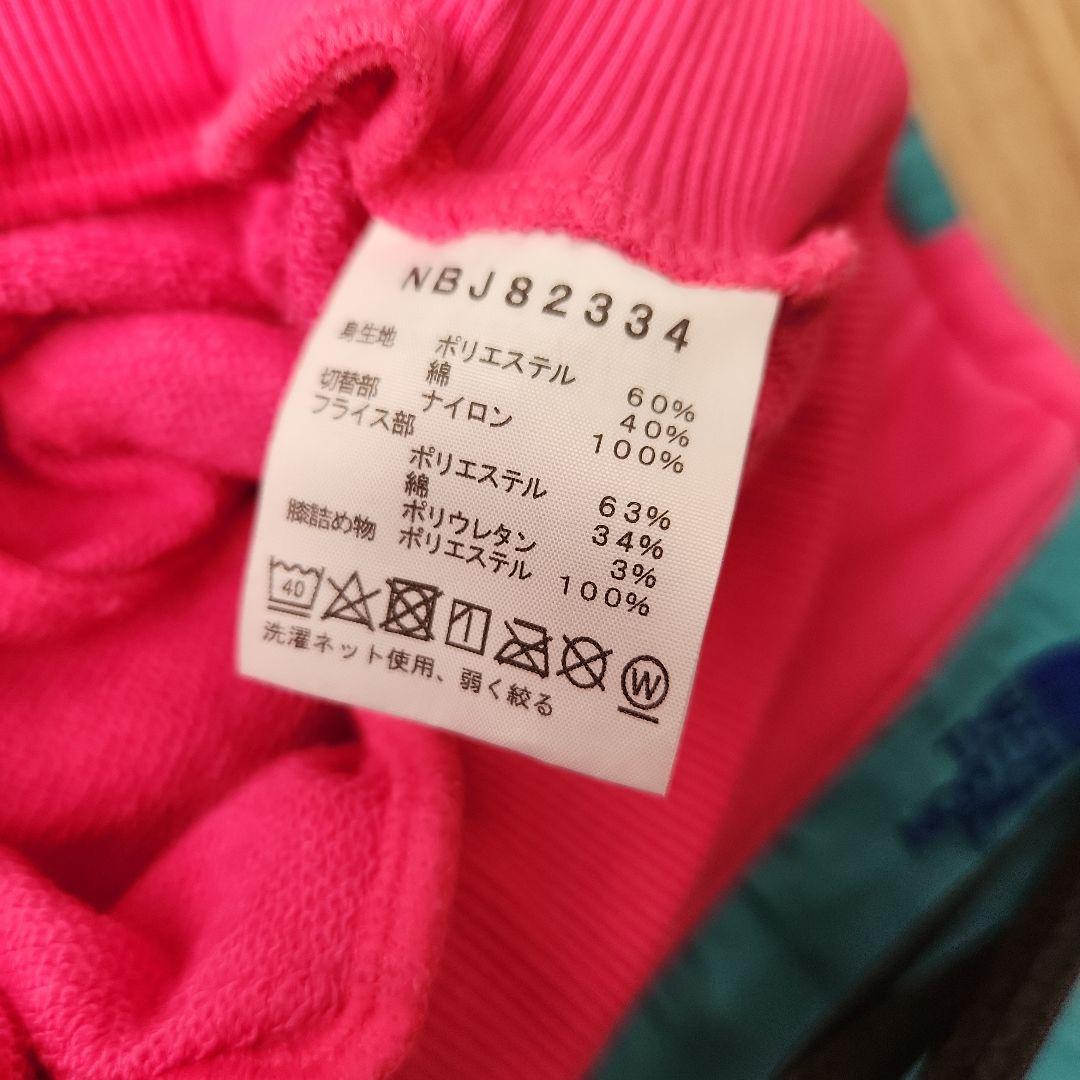 NBJ82334
身生地 ポリエステル 60%
綿 40%
切替部 ナイロン 100%
フライス部
ポリエステル 63%
綿 34%
ポリウレタン 3%
膝詰め物 ポリエステル 100%
40
W
洗濯ネット使用、弱く絞る